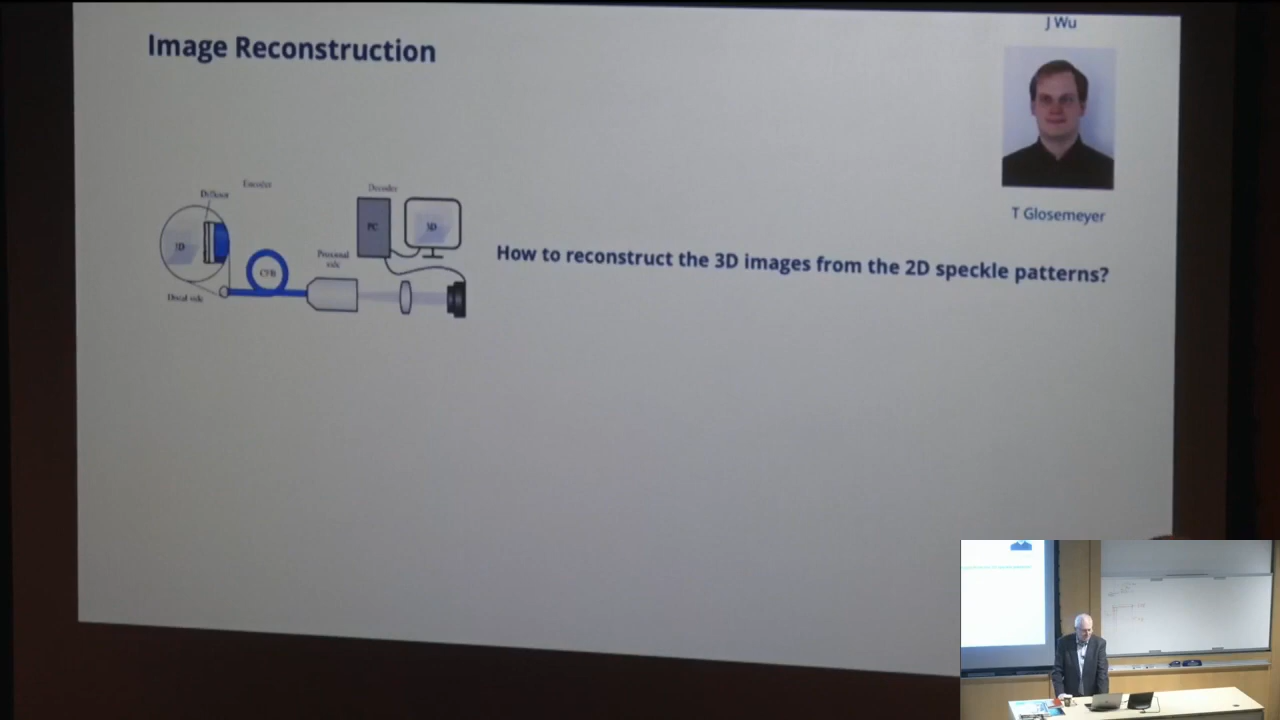 J Wu
Image Reconstruction
T Glosemeyer
Diffuser
Encoder
Decoder
3D
PC
3D
CFB
Proximal
side
Distal side
How to reconstruct the 3D images from the 2D speckle patterns?